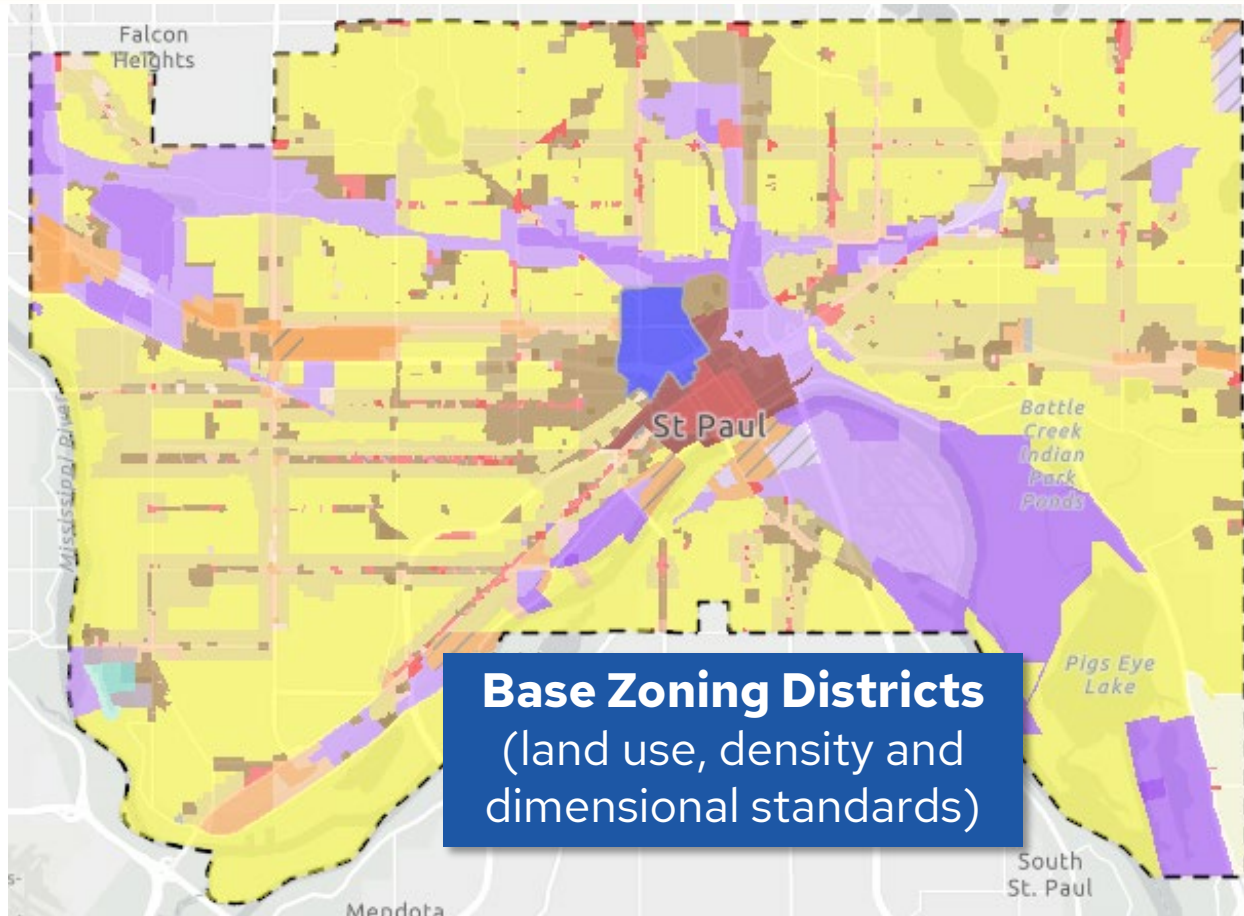 Falcon
Heights
Mississippi River
St Paul
Battle
Creek
Indian
Park
Ponds
Pigs Eye
Lake
Base Zoning Districts
(land use, density and
dimensional standards)
South
St. Paul
s-
Mendota